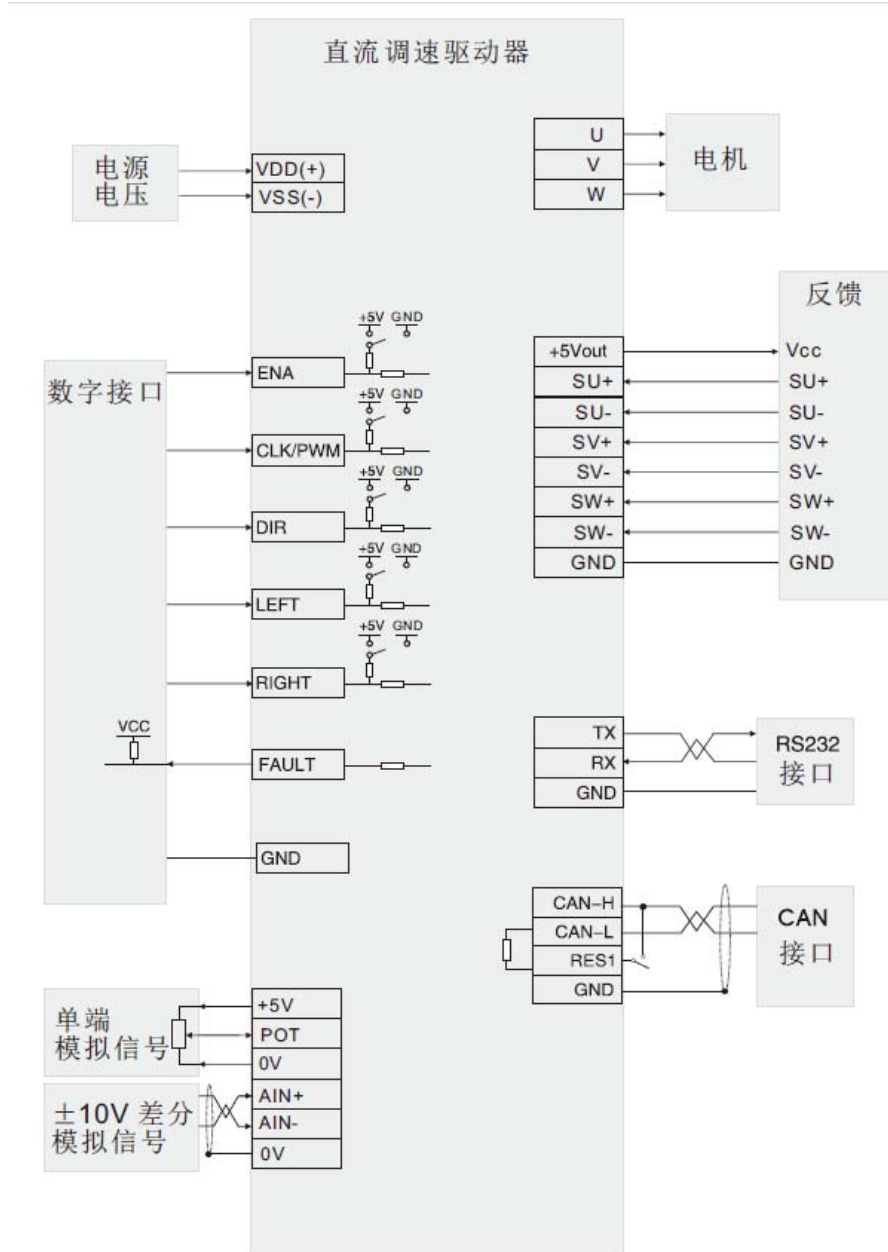 直流调速驱动器
电源
电压
VDD(+)
VSS(-)
U
V
W
电机
数字接口
+5V GND
ENA
+5V GND
CLK/PWM
+5V GND
DIR
+5V GND
LEFT
+5V GND
RIGHT
VCC
FAULT
GND
反馈
+5Vout
Vcc
SU+
SU+
SU-
SU-
SV+
SV+
SV-
SV-
SW+
SW+
SW-
SW-
GND
GND
TX
RX
GND
RS232
接口
CAN-H
CAN-L
RES1
GND
CAN
接口
单端
模拟信号
+5V
POT
0V
±10V 差分
模拟信号
AIN+
AIN-
0V